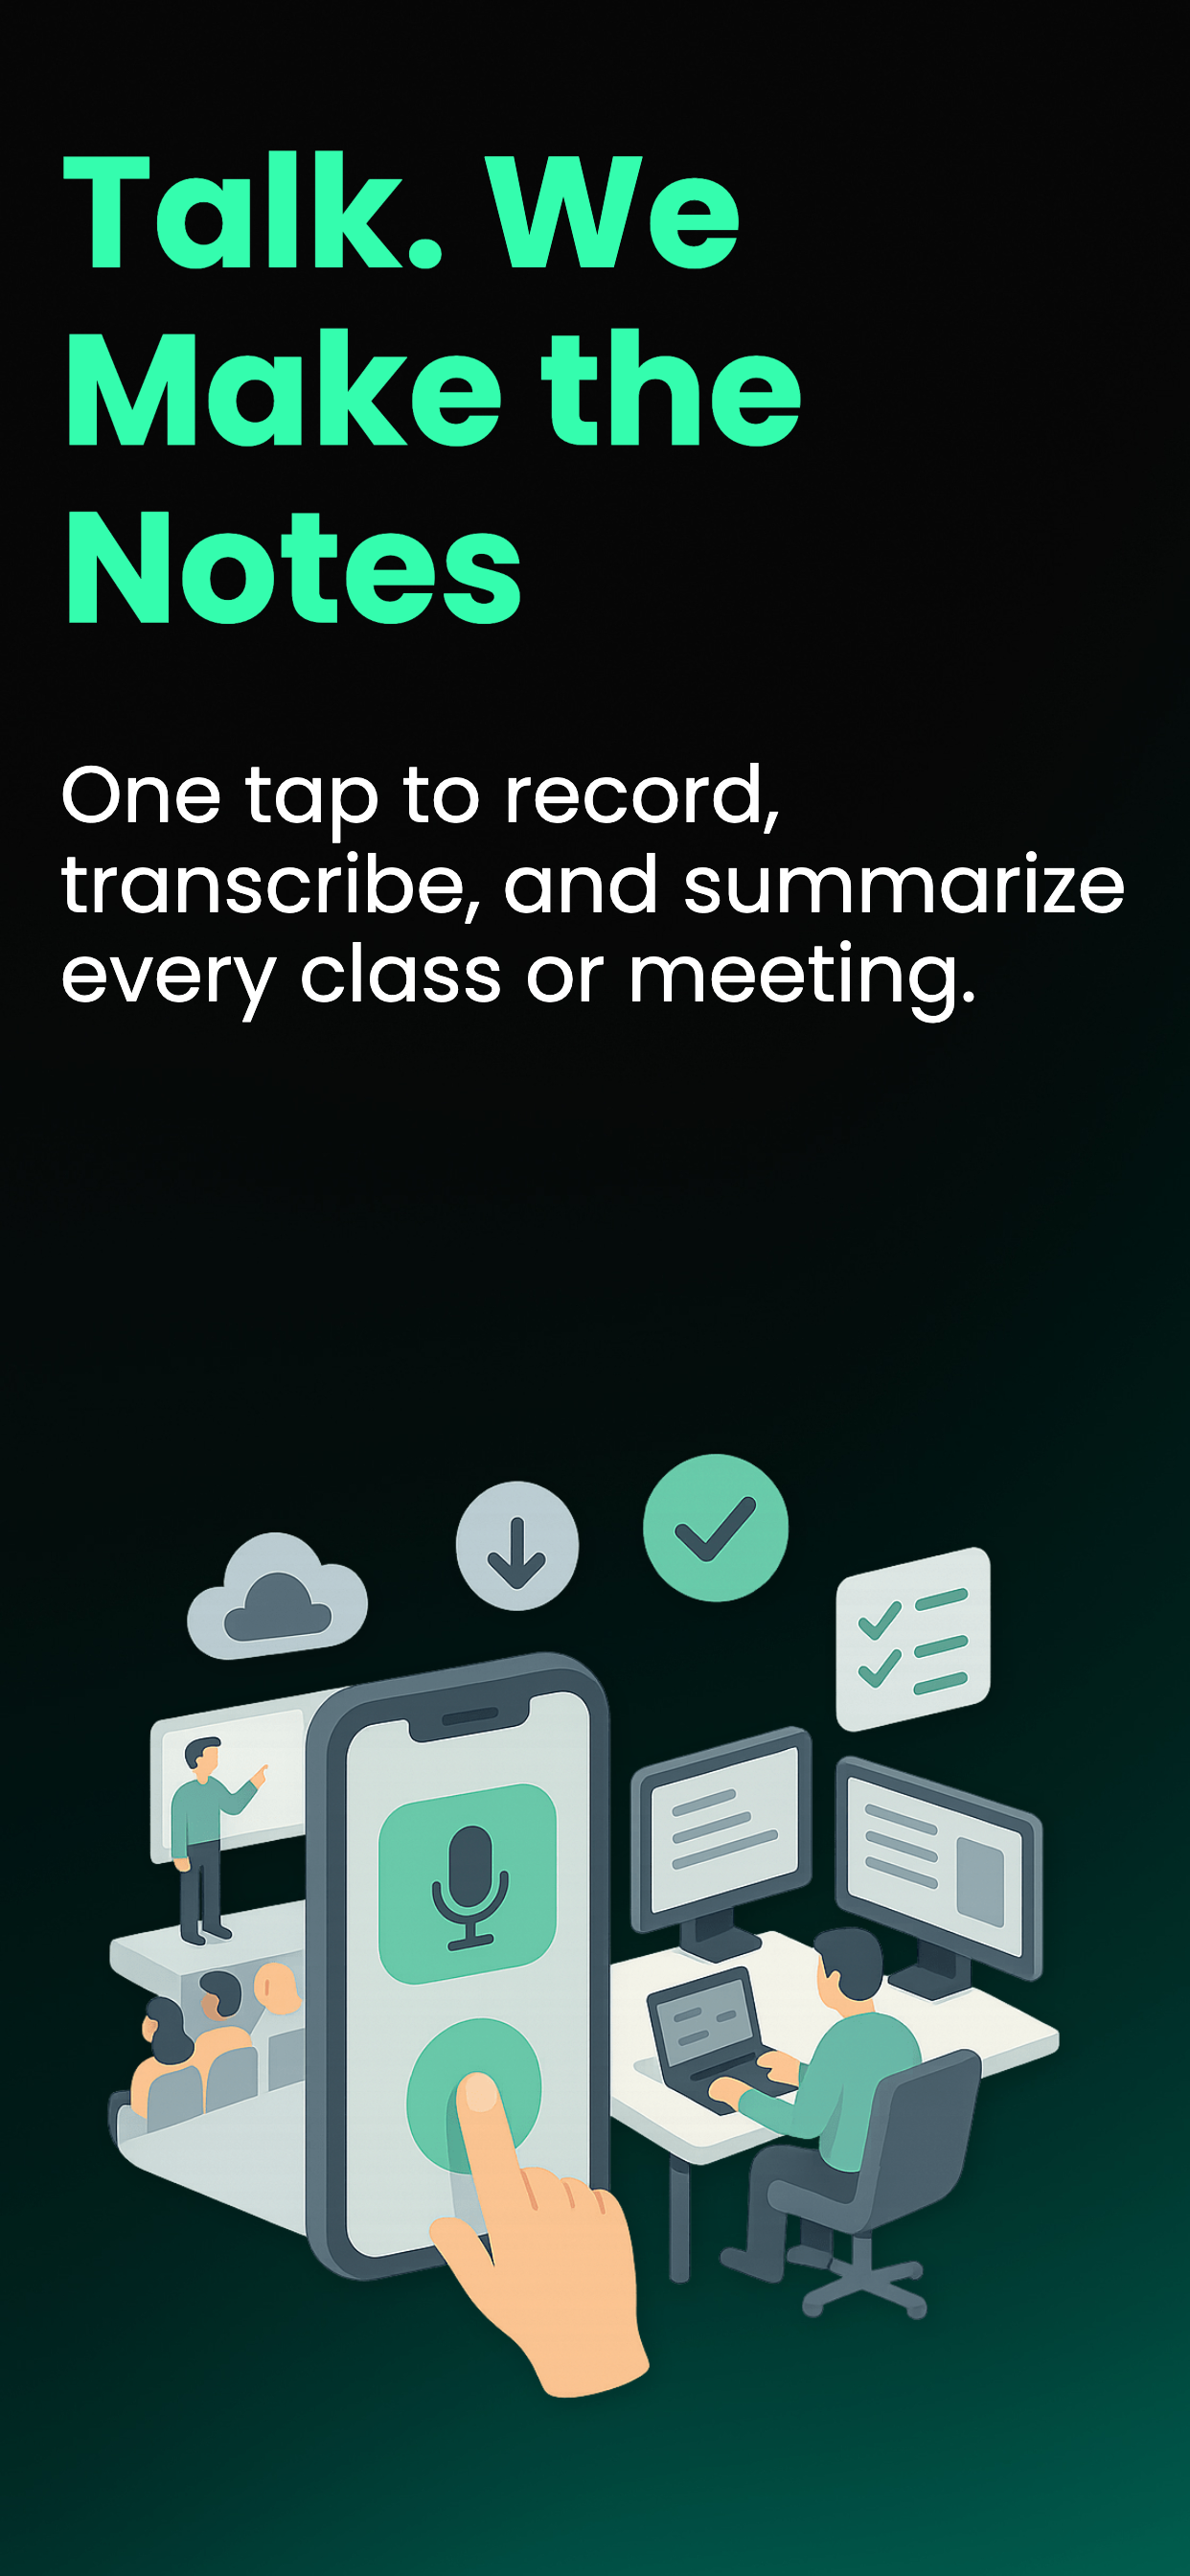 Talk. We
Make the
Notes
One tap to record,
transcribe, and summarize
every class or meeting.